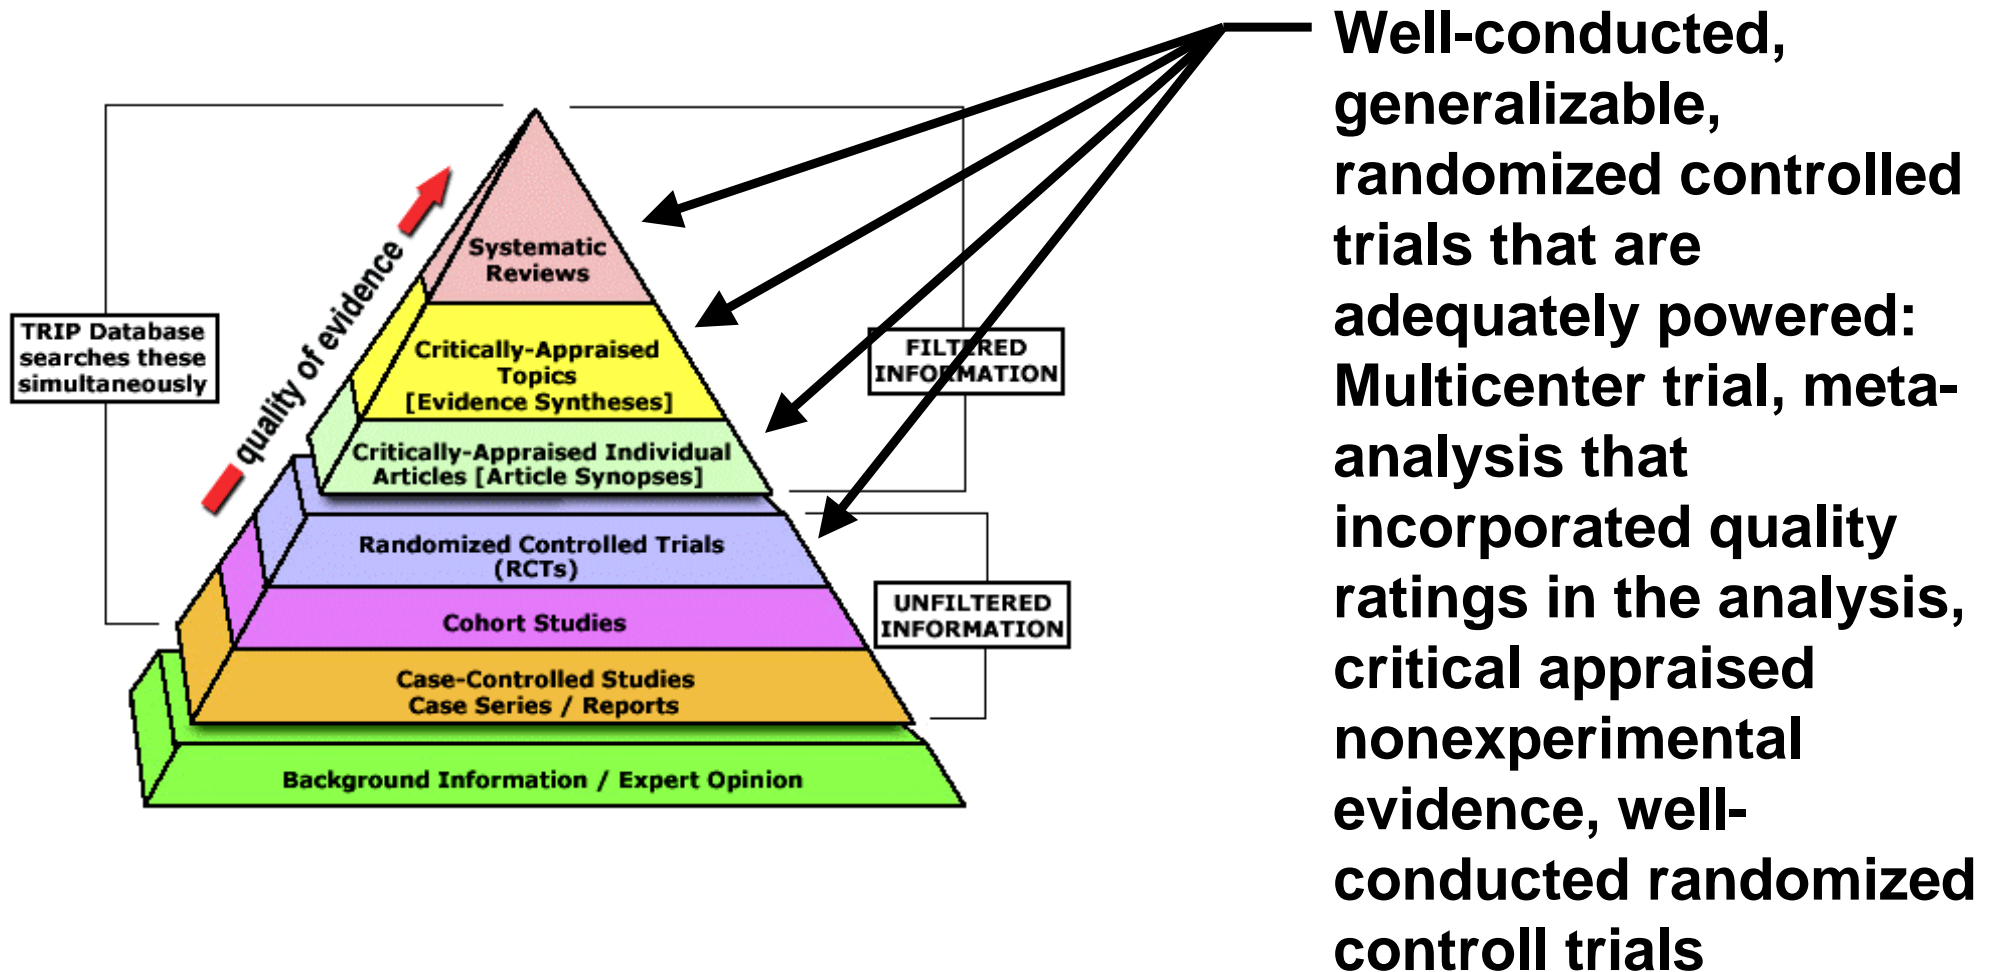 Well-conducted,
generalizable,
randomized controlled
trials that are
adequately powered:
Multicenter trial, meta-
analysis that
incorporated quality
ratings in the analysis,
critical appraised
nonexperimental
evidence, well-
conducted randomized
controll trials
quality of evidence
TRIP Database
searches these
simultaneously
Systematic
Reviews
Critically-Appraised
Topics
[Evidence Syntheses]
Critically-Appraised Individual
Articles [Article Synopses]
FILTERED
INFORMATION
Randomized Controlled Trials
(RCTs)
Cohort Studies
Case-Controlled Studies
Case Series / Reports
UNFILTERED
INFORMATION
Background Information / Expert Opinion